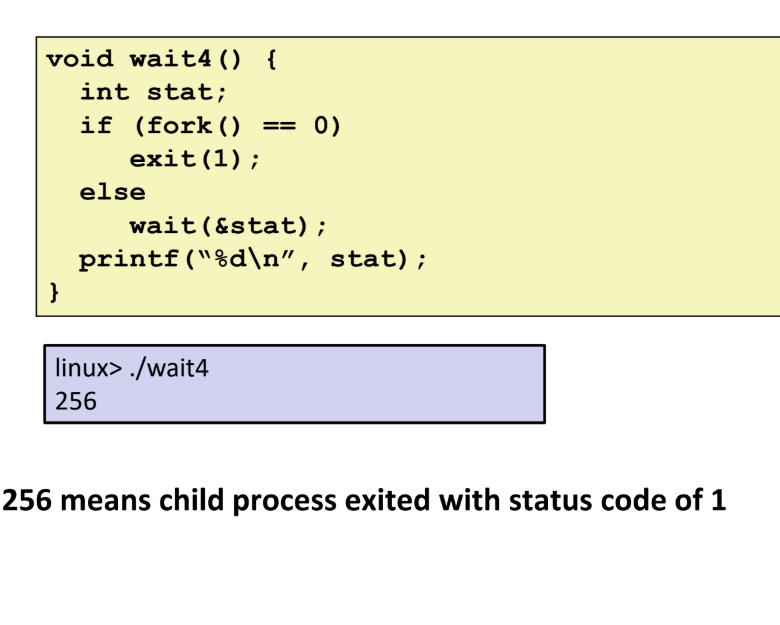 void wait4() {
int stat;
if (fork() == 0)
exit(1);
else
wait(&stat);
printf(“%d\n”, stat);
}
linux> ./wait4
256
256 means child process exited with status code of 1